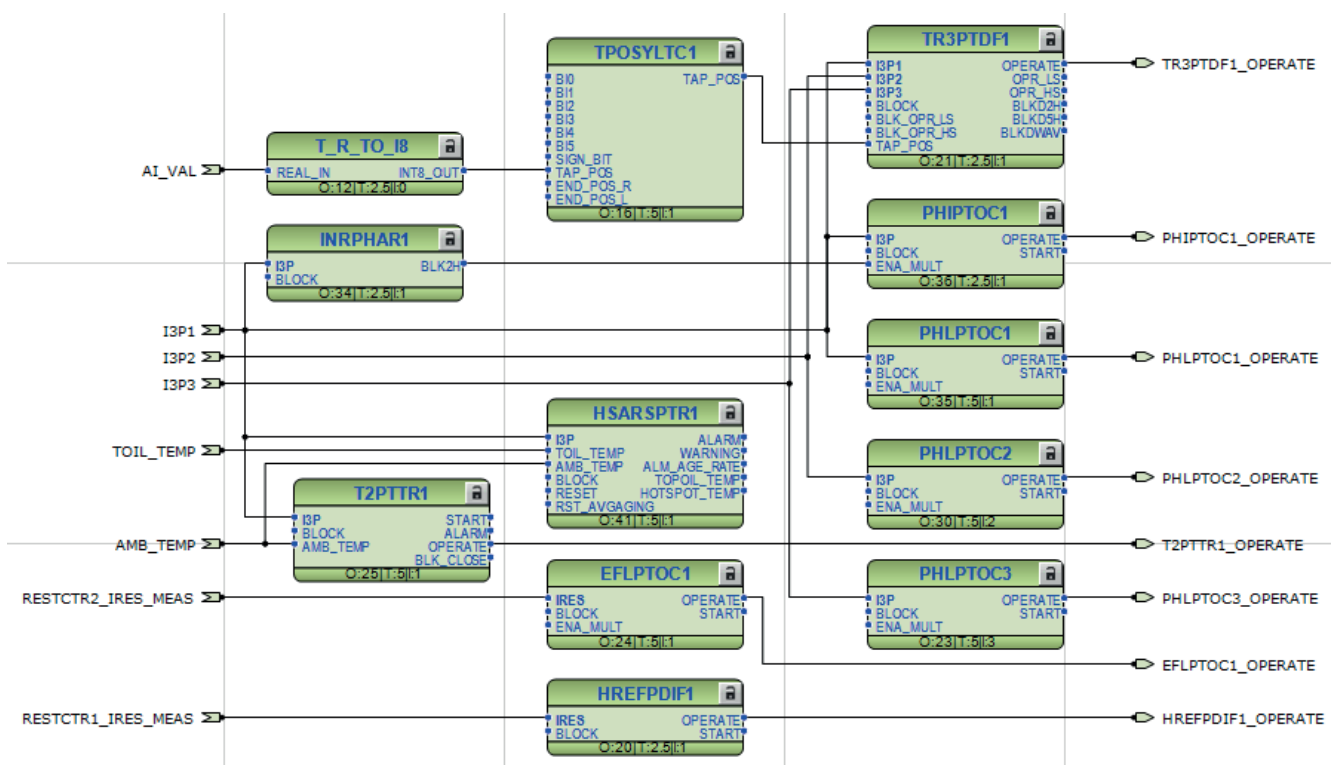 AI_VAL
I3P1
I3P2
I3P3
TOIL_TEMP
AMB_TEMP
RESTCTR2_IRES_MEAS
RESTCTR1_IRES_MEAS
T_R_TO_I8
REAL_IN INT8_OUT
O:12|T:2.5|I:0
INRPHAR1
I3P BLK2H
BLOCK
O:34|T:2.5|I:1
T2PTTR1
I3P START
BLOCK ALARM
AMB_TEMP OPERATE
BLK_CLOSE
O:25|T:5|I:1
TPOSYLTC1
BI0 TAP_POS
BI1
BI2
BI3
BI4
BI5
SIGN_BIT
TAP_POS
END_POS_R
END_POS_L
O:16|T:5|I:1
HSARSPTR1
I3P ALARM
TOIL_TEMP WARNING
AMB_TEMP ALM_AGE_RATE
BLOCK TOPOIL_TEMP
RESET HOTSPOT_TEMP
RST_AVGAGING
O:41|T:5|I:1
EFLPTOC1
IRES OPERATE
BLOCK START
ENA_MULT
O:24|T:5|I:1
HREFPDIF1
IRES OPERATE
BLOCK START
O:20|T:2.5|I:1
TR3PTDF1
I3P1 OPERATE
I3P2 OPR_LS
I3P3 OPR_HS
BLOCK BLKD2H
BLK_OPR_LS BLKD5H
BLK_OPR_HS BLKDWAV
TAP_POS
O:21|T:2.5|I:1
PHIPTOC1
I3P OPERATE
BLOCK START
ENA_MULT
O:36|T:2.5|I:1
PHLPTOC1
I3P OPERATE
BLOCK START
ENA_MULT
O:35|T:5|I:1
PHLPTOC2
I3P OPERATE
BLOCK START
ENA_MULT
O:30|T:5|I:2
PHLPTOC3
I3P OPERATE
BLOCK START
ENA_MULT
O:23|T:5|I:3
TR3PTDF1_OPERATE
PHIPTOC1_OPERATE
PHLPTOC1_OPERATE
PHLPTOC2_OPERATE
T2PTTR1_OPERATE
PHLPTOC3_OPERATE
EFLPTOC1_OPERATE
HREFPDIF1_OPERATE